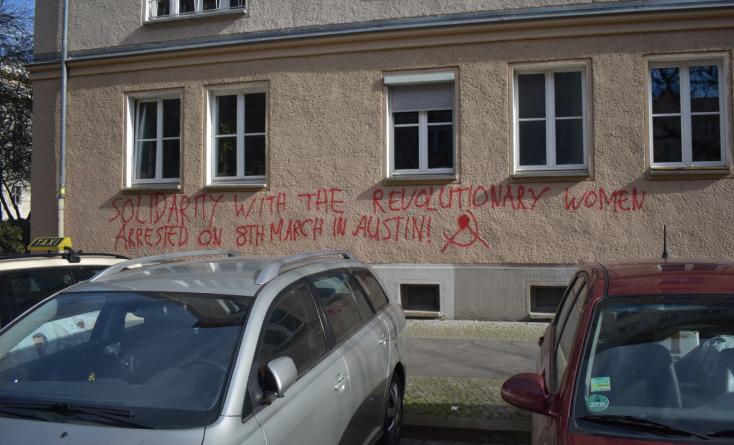 SOLIDARITY WITH THE REVOLUTIONARY WOMEN
ARRESTED ON 8TH MARCH IN AUSTIN!
TAXI